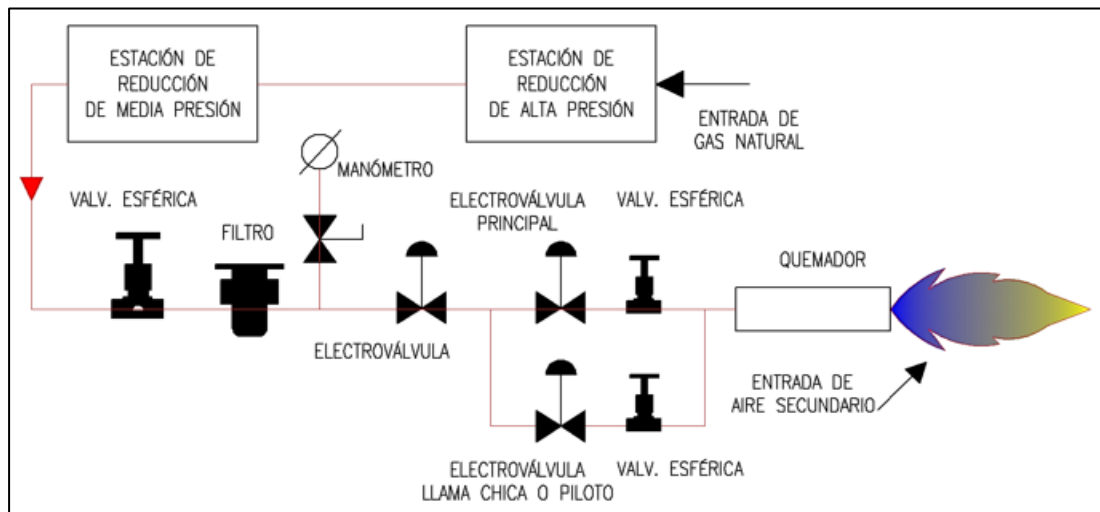 ESTACIÓN DE
REDUCCIÓN
DE MEDIA PRESIÓN
ESTACIÓN DE
REDUCCIÓN
DE ALTA PRESIÓN
ENTRADA DE
GAS NATURAL
MANÓMETRO
VALV. ESFÉRICA
FILTRO
ELECTROVÁLVULA
PRINCIPAL
VALV. ESFÉRICA
QUEMADOR
ELECTROVÁLVULA
ENTRADA DE
AIRE SECUNDARIO
ELECTROVÁLVULA
LLAMA CHICA O PILOTO
VALV. ESFÉRICA